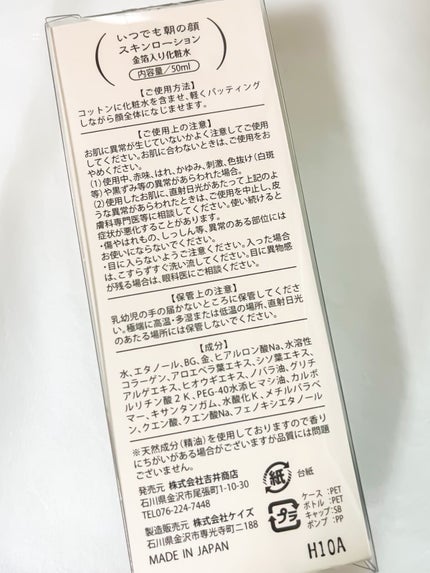 いつでも朝の顔
スキンローション
金箔入り化粧水
内容量／50ml
【ご使用方法】
コットンに化粧水を含ませ、軽くパッティング
しながら顔全体になじませます。
【ご使用上の注意】
お肌に異常が生じていないかよく注意してご使用
してください。お肌に合わないときは、ご使用をお
やめください。
(1)使用中、赤味、はれ、かゆみ、刺激、色抜け(白斑
等)や黒ずみ等の異常があらわれた場合。
(2)使用したお肌に、直射日光があたって上記のよ
うな異常があらわれたときは、ご使用を中止し、皮
膚科専門医等に相談してください。使い続けると
症状が悪化することがあります。
・傷やはれもの、しっしん等、異常のある部位には
お使いにならないでください。
・目に入らないようご注意ください。入った場合
は、こすらずすぐ洗い流してください。目に異物感
が残る場合は、眼科医にご相談ください。
【保管上の注意】
乳幼児の手の届かないところに保管してくださ
い。極端に高温・多湿または低温の場所、直射日光
のあたる場所には保管しないでください。
【成分】
水、エタノール、BG、金、ヒアルロン酸Na、水溶性
コラーゲン、アロエベラ葉エキス、シソ葉エキス、
アルゲエキス、ヒオウギエキス、ノバラ油、グリチ
ルリチン酸２Ｋ、PEG-40水添ヒマシ油、カルボ
マー、キサンタンガム、水酸化Ｋ、メチルパラベ
ン、クエン酸、クエン酸Na、フェノキシエタノール
※天然成分（精油）を使用しておりますので香り
にちがいがある場合がございますが品質には問題
ございません。
発売元 株式会社吉井商店
石川県金沢市尾張町1-10-30
TEL076-224-7448
製造販売元 株式会社ケイズ
石川県金沢市専光寺町二188
MADE IN JAPAN
紙
台紙
プラ
ケース :PET
ボトル :PET
キャップ:SB
ポンプ :PP
H10A